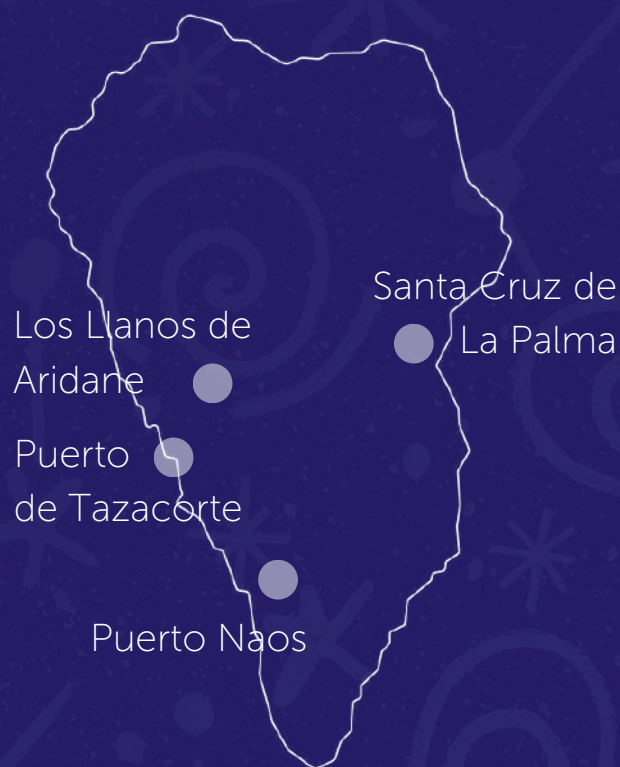 Santa Cruz de
La Palma
Los Llanos de
Aridane
Puerto
de Tazacorte
Puerto Naos